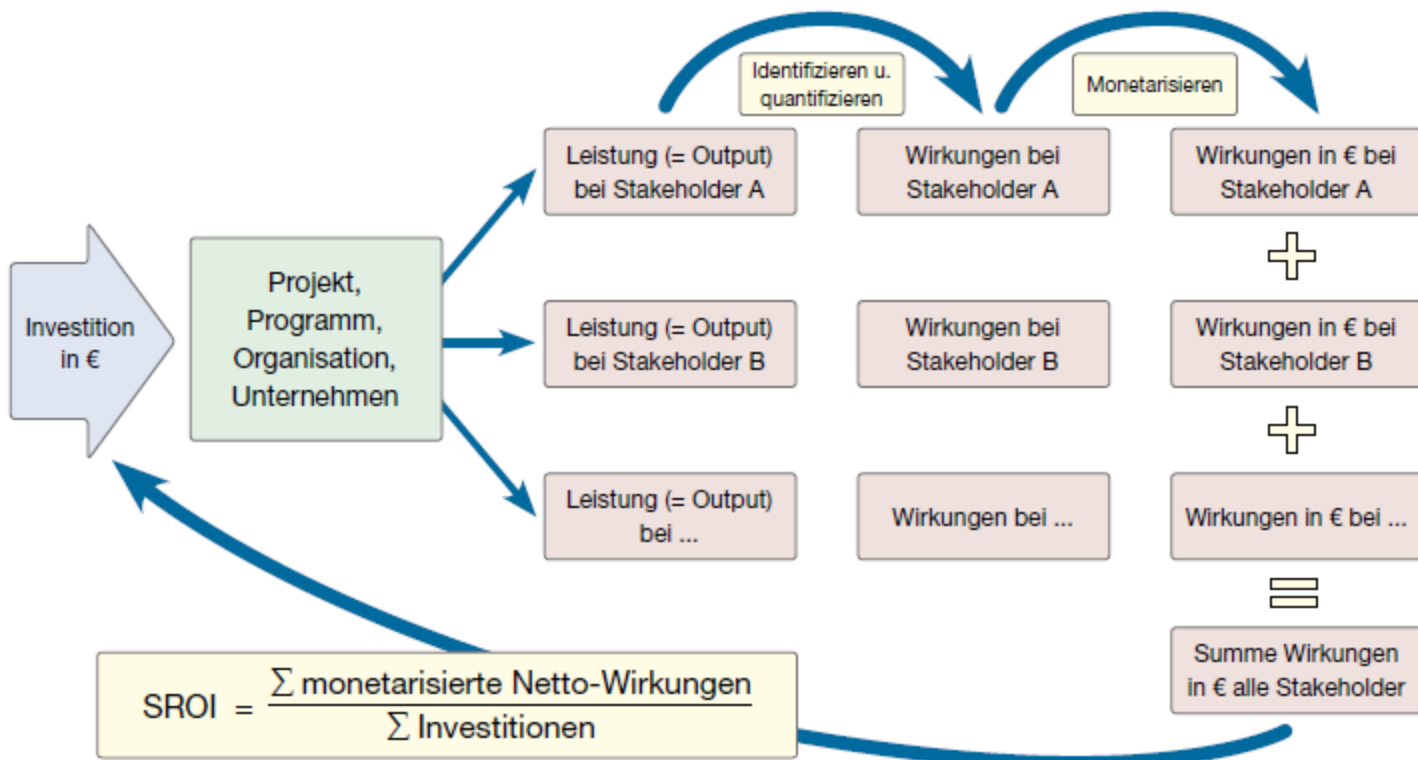 Identifizieren u.
quantifizieren
Monetarisieren
Leistung (= Output)
bei Stakeholder A
Wirkungen bei
Stakeholder A
Wirkungen in € bei
Stakeholder A
+
Investition
in €
Projekt,
Programm,
Organisation,
Unternehmen
Leistung (= Output)
bei Stakeholder B
Wirkungen bei
Stakeholder B
Wirkungen in € bei
Stakeholder B
+
Leistung (= Output)
bei ...
Wirkungen bei ...
Wirkungen in € bei ...
=
Summe Wirkungen
in € alle Stakeholder
SROI =
∑ monetarisierte Netto-Wirkungen
∑ Investitionen